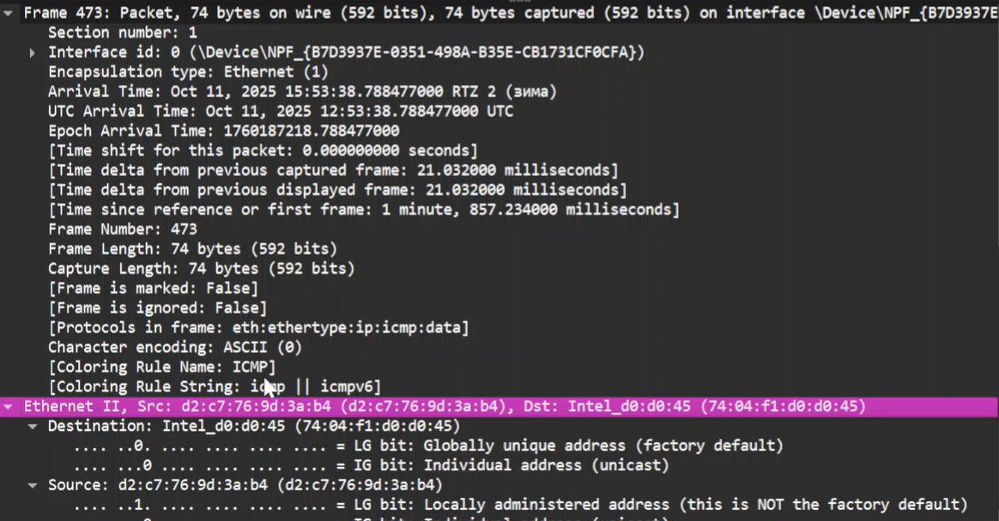 Frame 473: Packet, 74 bytes on wire (592 bits), 74 bytes captured (592 bits) on interface \Device\NPF_{B7D3937E
Section number: 1
Interface id: 0 (\Device\NPF_{B7D3937E-0351-498A-B35E-CB1731CF0CFA})
Encapsulation type: Ethernet (1)
Arrival Time: Oct 11, 2025 15:53:38.788477000 RTZ 2 (зима)
UTC Arrival Time: Oct 11, 2025 12:53:38.788477000 UTC
Epoch Arrival Time: 1760187218.788477000
[Time shift for this packet: 0.000000000 seconds]
[Time delta from previous captured frame: 21.032000 milliseconds]
[Time delta from previous displayed frame: 21.032000 milliseconds]
[Time since reference or first frame: 1 minute, 857.234000 milliseconds]
Frame Number: 473
Frame Length: 74 bytes (592 bits)
Capture Length: 74 bytes (592 bits)
[Frame is marked: False]
[Frame is ignored: False]
[Protocols in frame: eth:ethertype:ip:icmp:data]
Character encoding: ASCII (0)
[Coloring Rule Name: ICMP]
[Coloring Rule String: icmp || icmpv6]
Ethernet II, Src: d2:c7:76:9d:3a:b4 (d2:c7:76:9d:3a:b4), Dst: Intel_d0:d0:45 (74:04:f1:d0:d0:45)
Destination: Intel_d0:d0:45 (74:04:f1:d0:d0:45)
.... ..0. .... .... .... .... = LG bit: Globally unique address (factory default)
.... ...0 .... .... .... .... = IG bit: Individual address (unicast)
Source: d2:c7:76:9d:3a:b4 (d2:c7:76:9d:3a:b4)
.... ..1. .... .... .... .... = LG bit: Locally administered address (this is NOT the factory default)